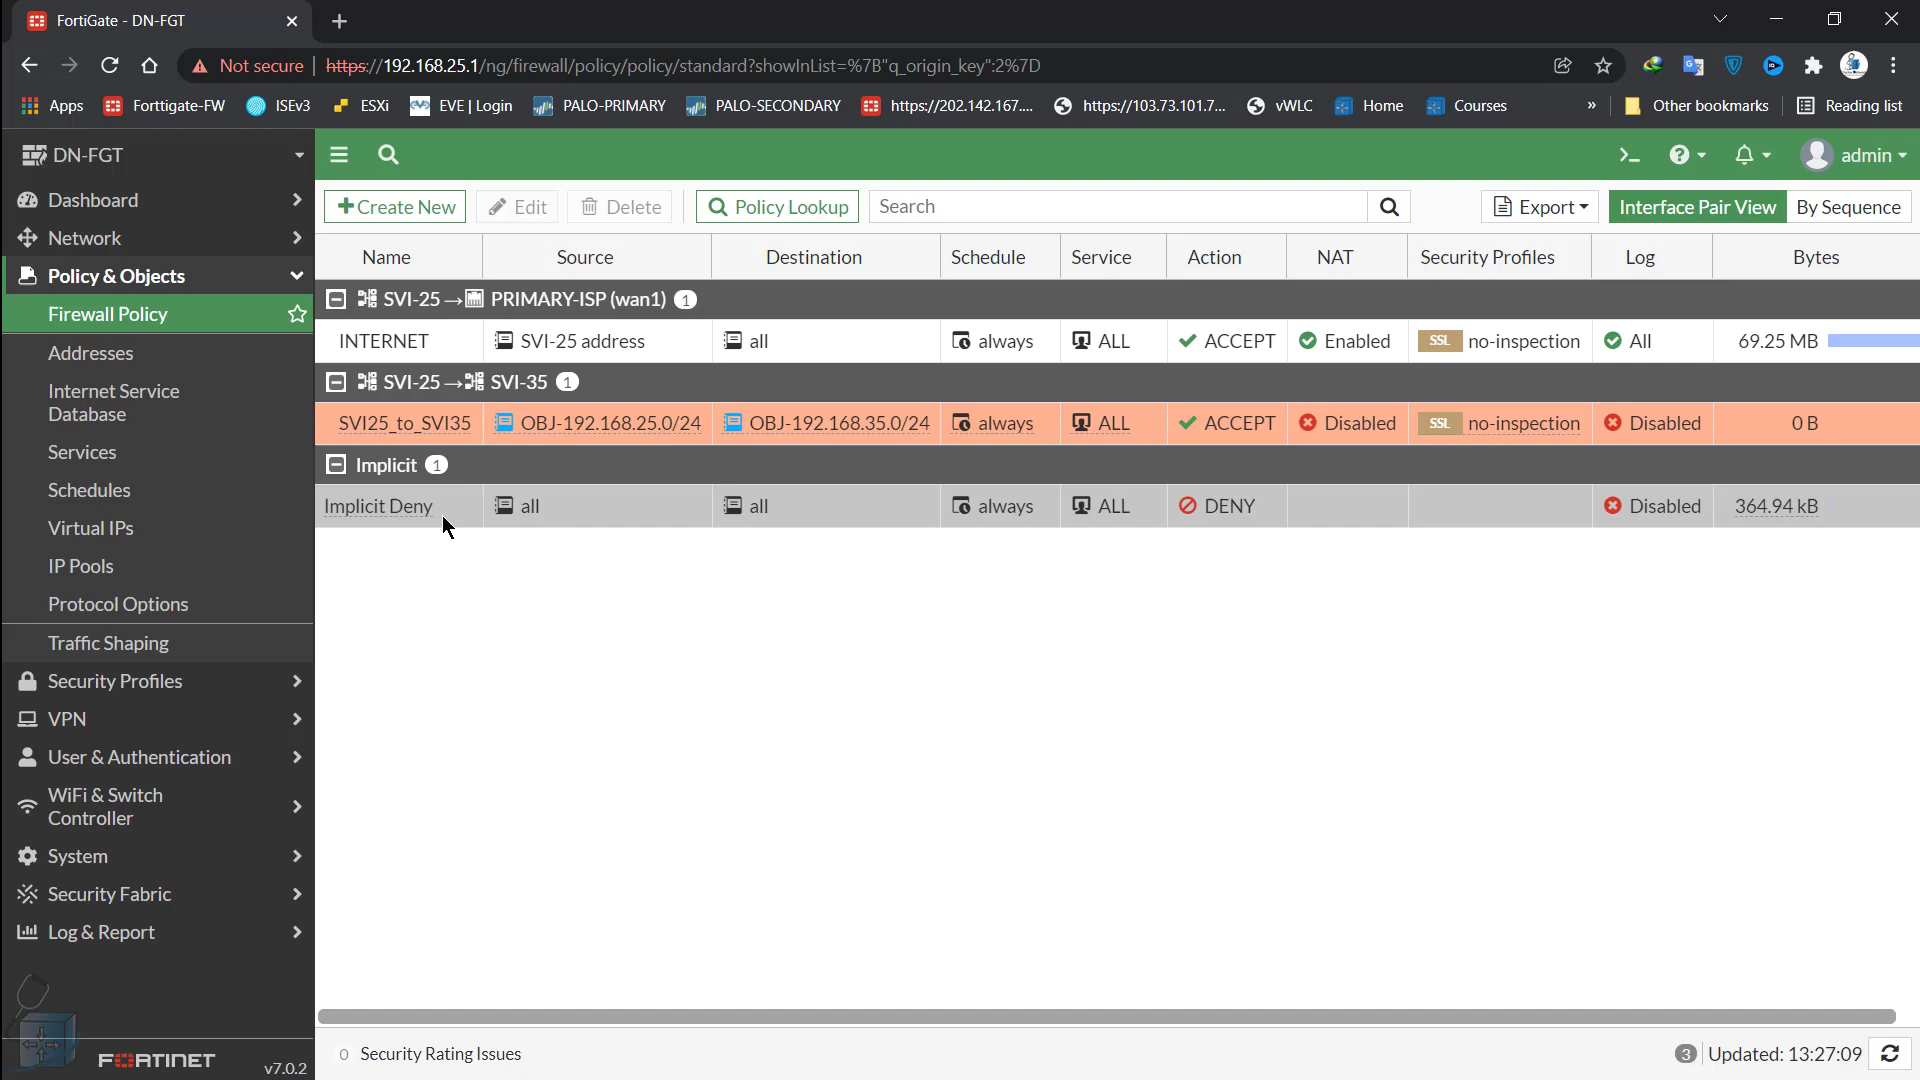 FortiGate - DN-FGT
Not secure https://192.168.25.1/ng/firewall/policy/policy/standard?showInList=%7B"q_origin_key":2%7D
Apps Forttigate-FW ISEv3 ESXi EVE | Login PALO-PRIMARY PALO-SECONDARY https://202.142.167.... https://103.73.101.7... vWLC Home Courses » Other bookmarks Reading list
DN-FGT
admin
Dashboard
Network
Policy & Objects
Firewall Policy
Addresses
Internet Service
Database
Services
Schedules
Virtual IPs
IP Pools
Protocol Options
Traffic Shaping
Security Profiles
VPN
User & Authentication
WiFi & Switch
Controller
System
Security Fabric
Log & Report
FORTINET v7.0.2
+Create New Edit Delete Policy Lookup Search Export Interface Pair View By Sequence
Name Source Destination Schedule Service Action NAT Security Profiles Log Bytes
SVI-25→PRIMARY-ISP (wan1) 1
INTERNET SVI-25 address all always ALL ACCEPT Enabled SSL no-inspection All 69.25 MB
SVI-25→SVI-35 1
SVI25_to_SVI35 OBJ-192.168.25.0/24 OBJ-192.168.35.0/24 always ALL ACCEPT Disabled SSL no-inspection Disabled 0 B
Implicit 1
Implicit Deny all all always ALL DENY Disabled 364.94 kB
0 Security Rating Issues 3 Updated: 13:27:09